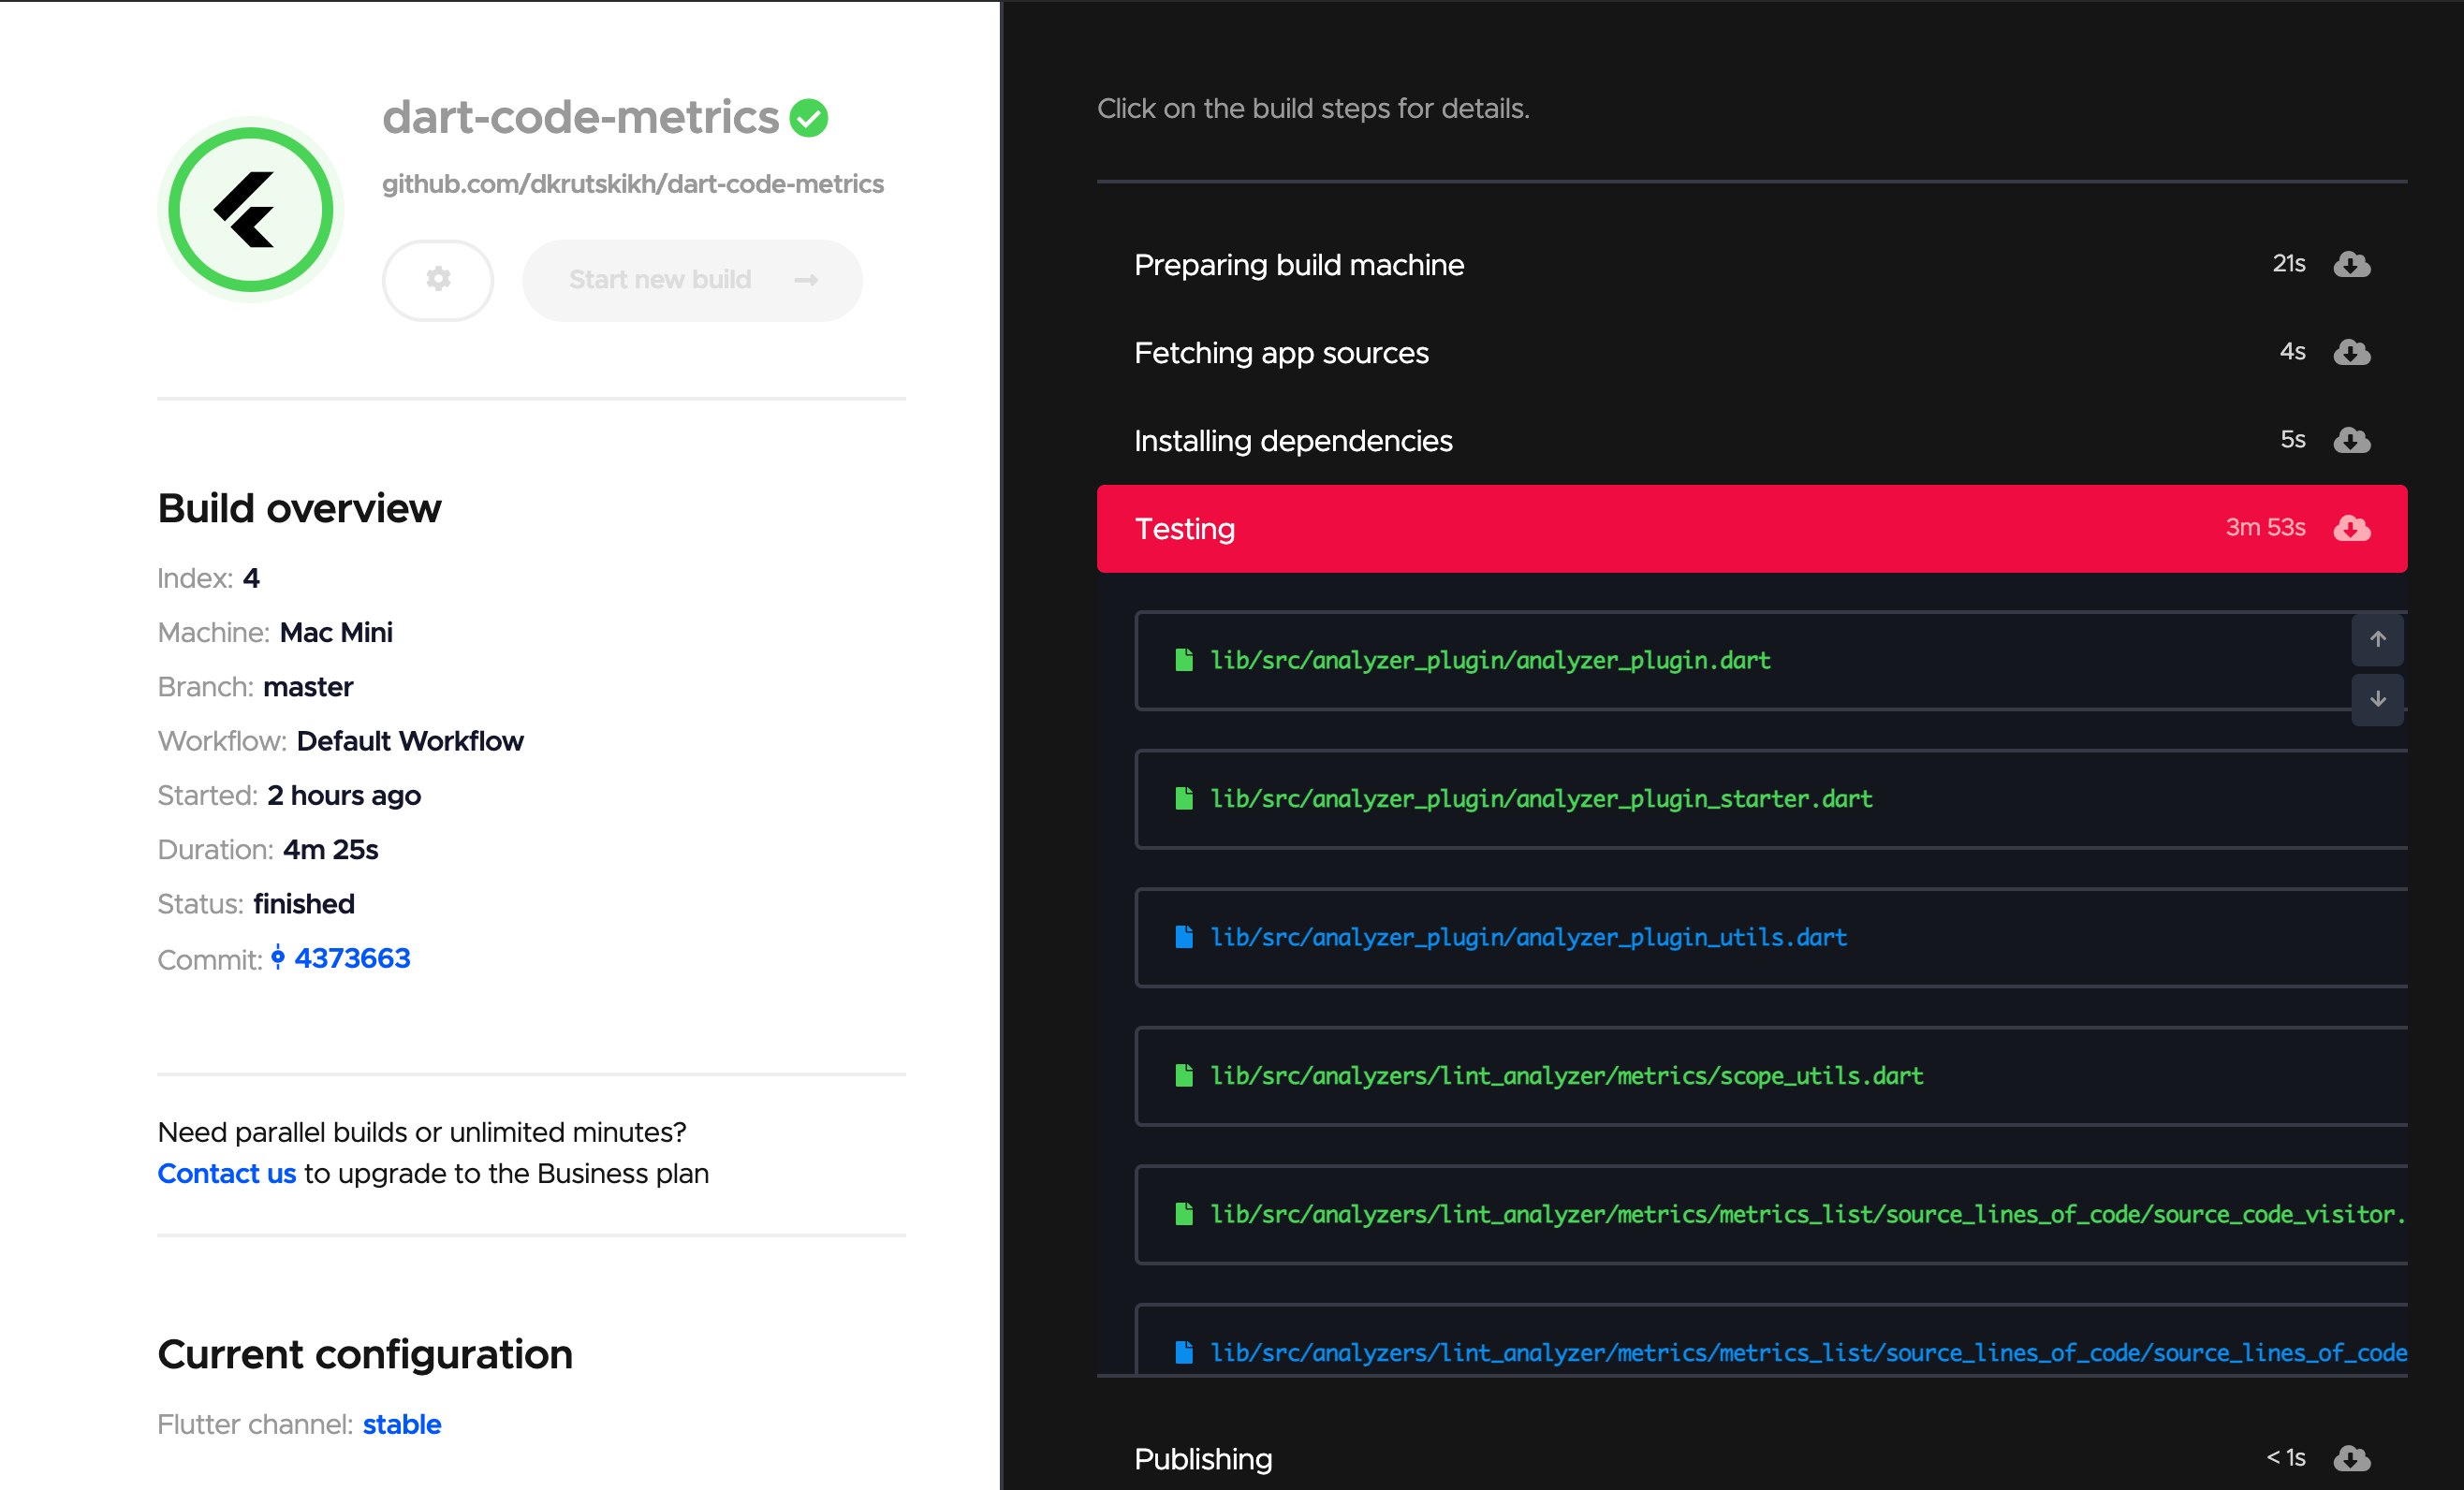 dart-code-metrics
github.com/dkrutskikh/dart-code-metrics
Start new build
Build overview
Index: 4
Machine: Mac Mini
Branch: master
Workflow: Default Workflow
Started: 2 hours ago
Duration: 4m 25s
Status: finished
Commit: 4373663
Need parallel builds or unlimited minutes?
Contact us to upgrade to the Business plan
Current configuration
Flutter channel: stable
Click on the build steps for details.
Preparing build machine 21s
Fetching app sources 4s
Installing dependencies 5s
Testing 3m 53s
lib/src/analyzer_plugin/analyzer_plugin.dart
lib/src/analyzer_plugin/analyzer_plugin_starter.dart
lib/src/analyzer_plugin/analyzer_plugin_utils.dart
lib/src/analyzers/lint_analyzer/metrics/scope_utils.dart
lib/src/analyzers/lint_analyzer/metrics/metrics_list/source_lines_of_code/source_code_visitor.
lib/src/analyzers/lint_analyzer/metrics/metrics_list/source_lines_of_code/source_lines_of_code
Publishing < 1s